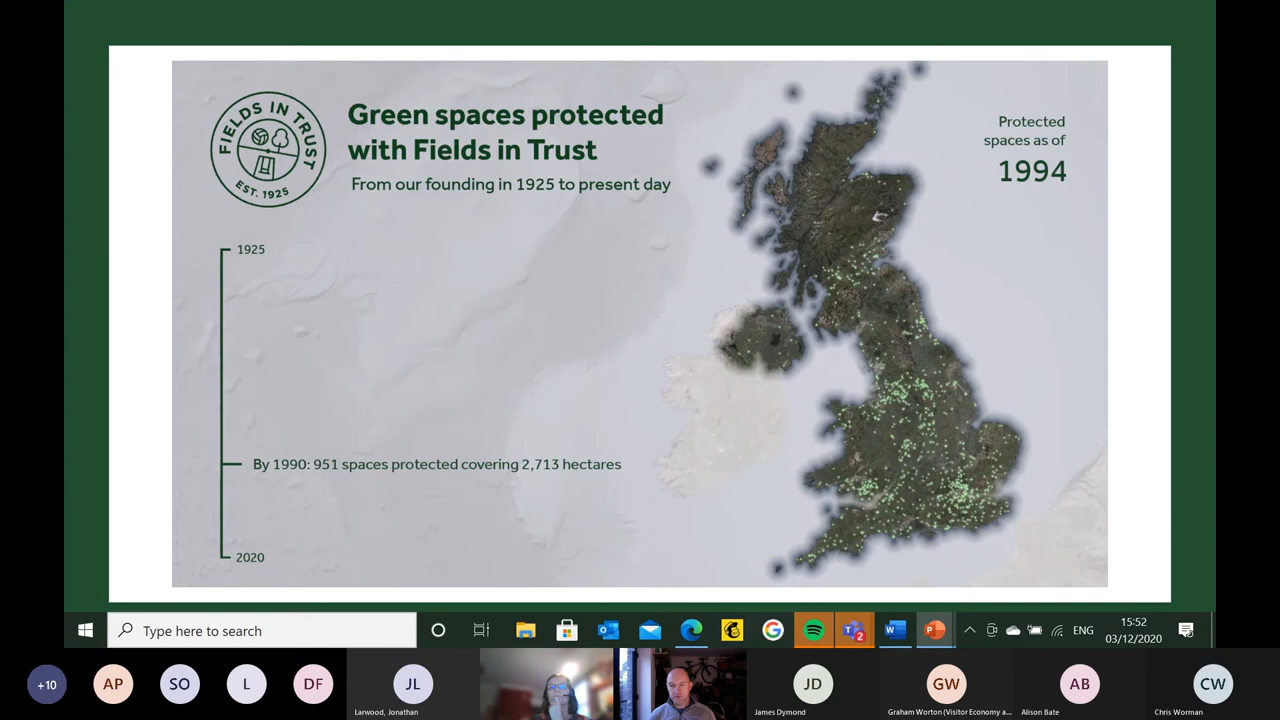 FIELDS IN TRUST
EST. 1925
Green spaces protected
with Fields in Trust
From our founding in 1925 to present day
Protected
spaces as of
1994
1925
By 1990: 951 spaces protected covering 2,713 hectares
2020
Type here to search
2
ENG
15:52
03/12/2020
+10
AP
SO
L
DF
JL
JD
GW
AB
CW
Larwood, Jonathan
James Dymond
Graham Worton (Visitor Economy a...
Alison Bate
Chris Worman